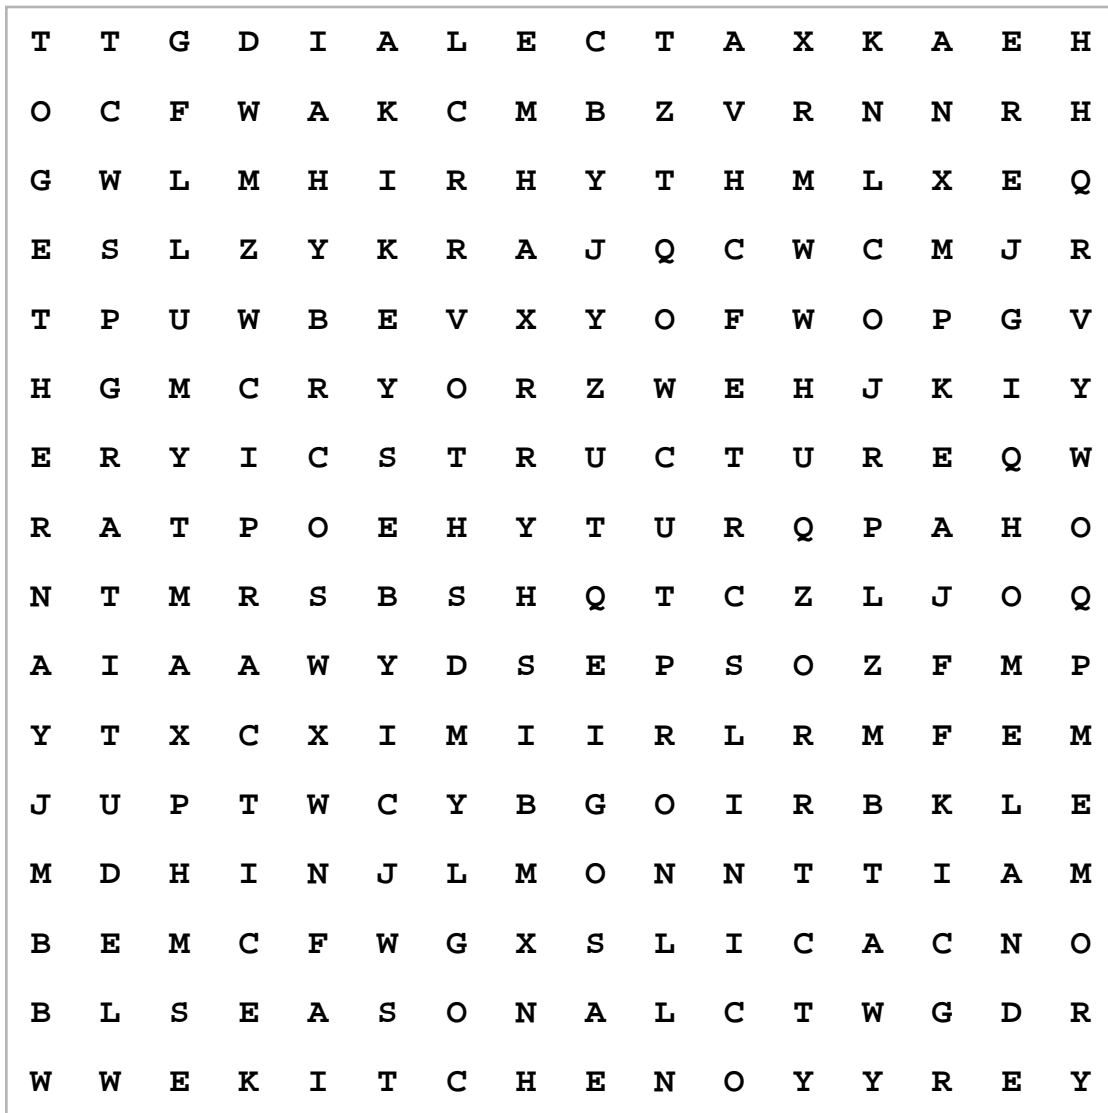 T T G D I A L E C T A X K A E H
O C F W A K C M B Z V R N N R H
G W L M H I R H Y T H M L X E Q
E S L Z Y K R A J Q C W C M J R
T P U W B E V X Y O F W O P G V
H G M C R Y O R Z W E H J K I Y
E R Y I C S T R U C T U R E Q W
R A T P O E H Y T U R Q P A H O
N T M R S B S H Q T C Z L J O Q
A I A A W Y D S E P S O Z F M P
Y T X C X I M I I R L R M F E M
J U P T W C Y B G O I R B K L E
M D H I N J L M O N N T T I A M
B E M C F W G X S L I C A C N O
B L S E A S O N A L C T W G D R
W W E K I T C H E N O Y Y R E Y